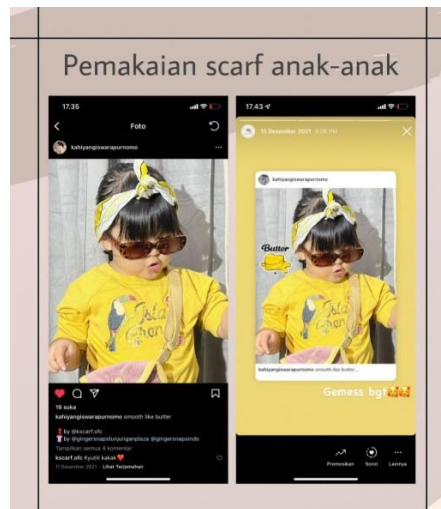 Pemakaian scarf anak-anak
17.35
Foto
kahiyangiswarapurnomo
18 suka
kahiyangiswarapurnomo smooth like butter
by @kscarf.ofc
by @gingersnapstunjunganplaza @gingersnapsindo
Tampilkan semua 4 komentar
kscarf.ofc Kyutiii kakak
11 Desember 2021 · Lihat Terjemahan
17.43
15 Desember 2021
kahiyangiswarapurnomo
Butter
kahiyangiswarapurnomo smooth like butter...
Gemess bgt
Promosikan
Sorot
Lainnya